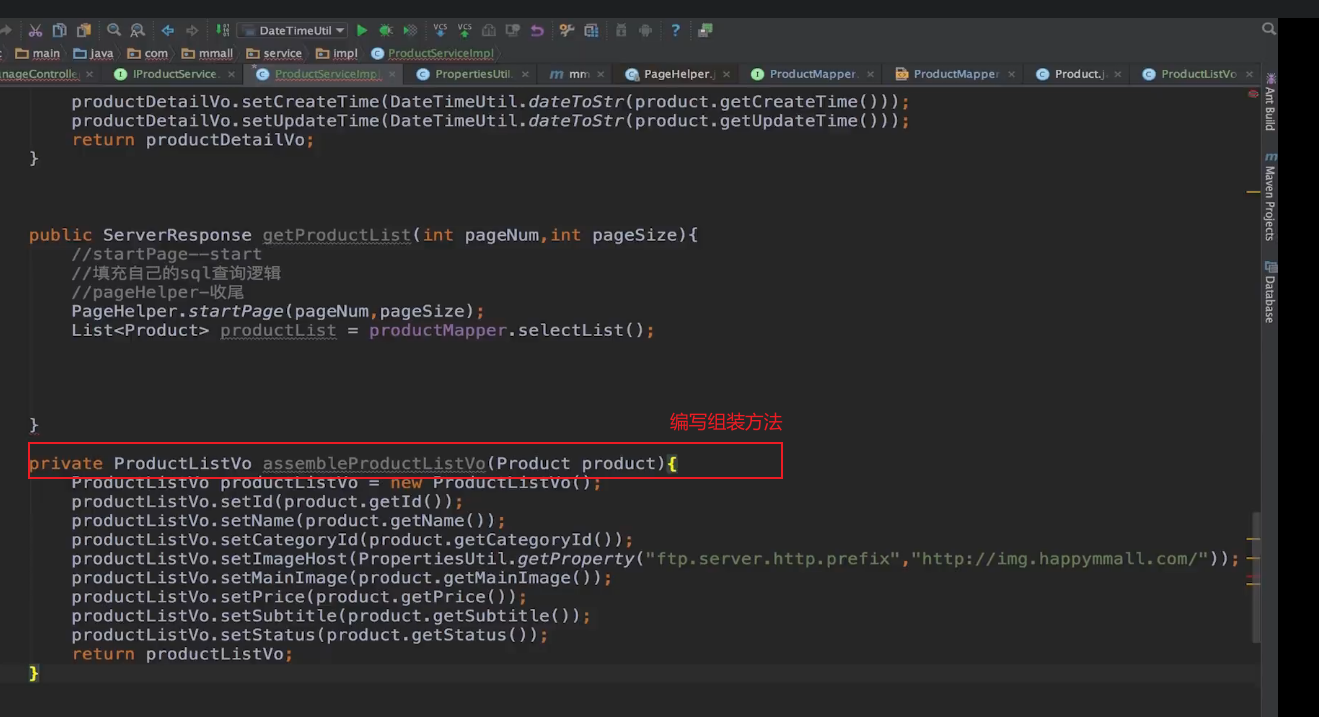 DateTimeUtil
main java com mmall service impl ProductServiceImpl
nageControlle IProductService. ProductServiceImpl PropertiesUtil. mm PageHelper.j ProductMapper. ProductMapper Product.j ProductListVo
productDetailVo.setCreateTime(DateTimeUtil.dateToStr(product.getCreateTime()));
productDetailVo.setUpdateTime(DateTimeUtil.dateToStr(product.getUpdateTime()));
return productDetailVo;
}
public ServerResponse getProductList(int pageNum,int pageSize){
//startPage--start
//填充自己的sql查询逻辑
//pageHelper-收尾
PageHelper.startPage(pageNum,pageSize);
List<Product> productList = productMapper.selectList();
}
编写组装方法
private ProductListVo assembleProductListVo(Product product){
ProductListVo productListVo = new ProductListVo();
productListVo.setId(product.getId());
productListVo.setName(product.getName());
productListVo.setCategoryId(product.getCategoryId());
productListVo.setImageHost(PropertiesUtil.getProperty("ftp.server.http.prefix","http://img.happymmall.com/"));
productListVo.setMainImage(product.getMainImage());
productListVo.setPrice(product.getPrice());
productListVo.setSubtitle(product.getSubtitle());
productListVo.setStatus(product.getStatus());
return productListVo;
}
Ant Build
Maven Projects
Database